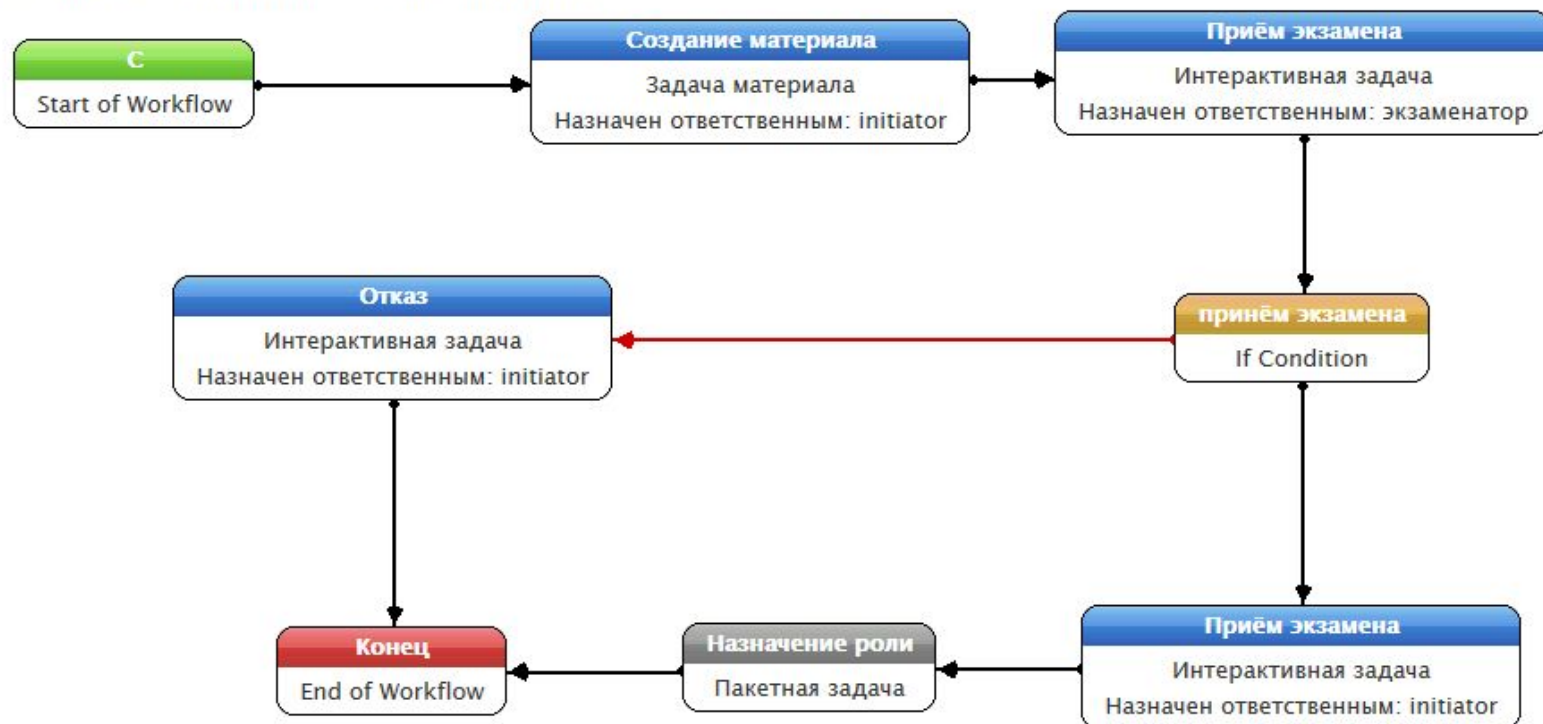 С
Start of Workflow
Создание материала
Задача материала
Назначен ответственным: initiator
Приём экзамена
Интерактивная задача
Назначен ответственным: экзаменатор
Отказ
Интерактивная задача
Назначен ответственным: initiator
принём экзамена
If Condition
Конец
End of Workflow
Назначение роли
Пакетная задача
Приём экзамена
Интерактивная задача
Назначен ответственным: initiator